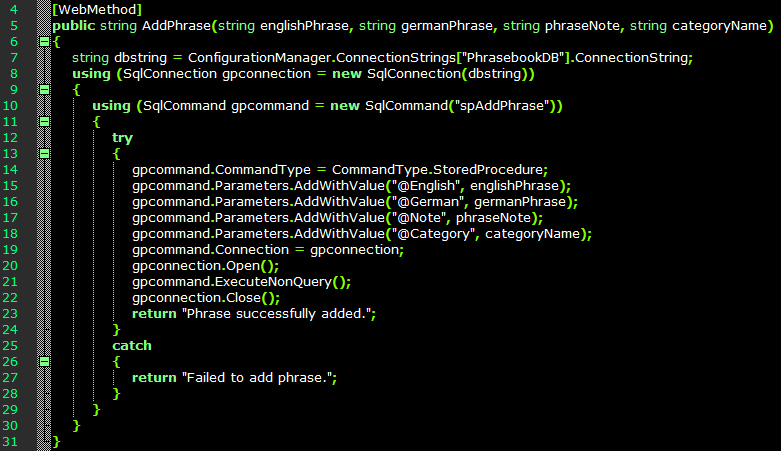 4 [WebMethod]
5 public string AddPhrase(string englishPhrase, string germanPhrase, string phraseNote, string categoryName)
6 {
7 string dbstring = ConfigurationManager.ConnectionStrings["PhrasebookDB"].ConnectionString;
8 using (SqlConnection gpconnection = new SqlConnection(dbstring))
9 {
10 using (SqlCommand gpcommand = new SqlCommand("spAddPhrase"))
11 {
12 try
13 {
14 gpcommand.CommandType = CommandType.StoredProcedure;
15 gpcommand.Parameters.AddWithValue("@English", englishPhrase);
16 gpcommand.Parameters.AddWithValue("@German", germanPhrase);
17 gpcommand.Parameters.AddWithValue("@Note", phraseNote);
18 gpcommand.Parameters.AddWithValue("@Category", categoryName);
19 gpcommand.Connection = gpconnection;
20 gpconnection.Open();
21 gpcommand.ExecuteNonQuery();
22 gpconnection.Close();
23 return "Phrase successfully added.";
24 }
25 catch
26 {
27 return "Failed to add phrase.";
28 }
29 }
30 }
31 }